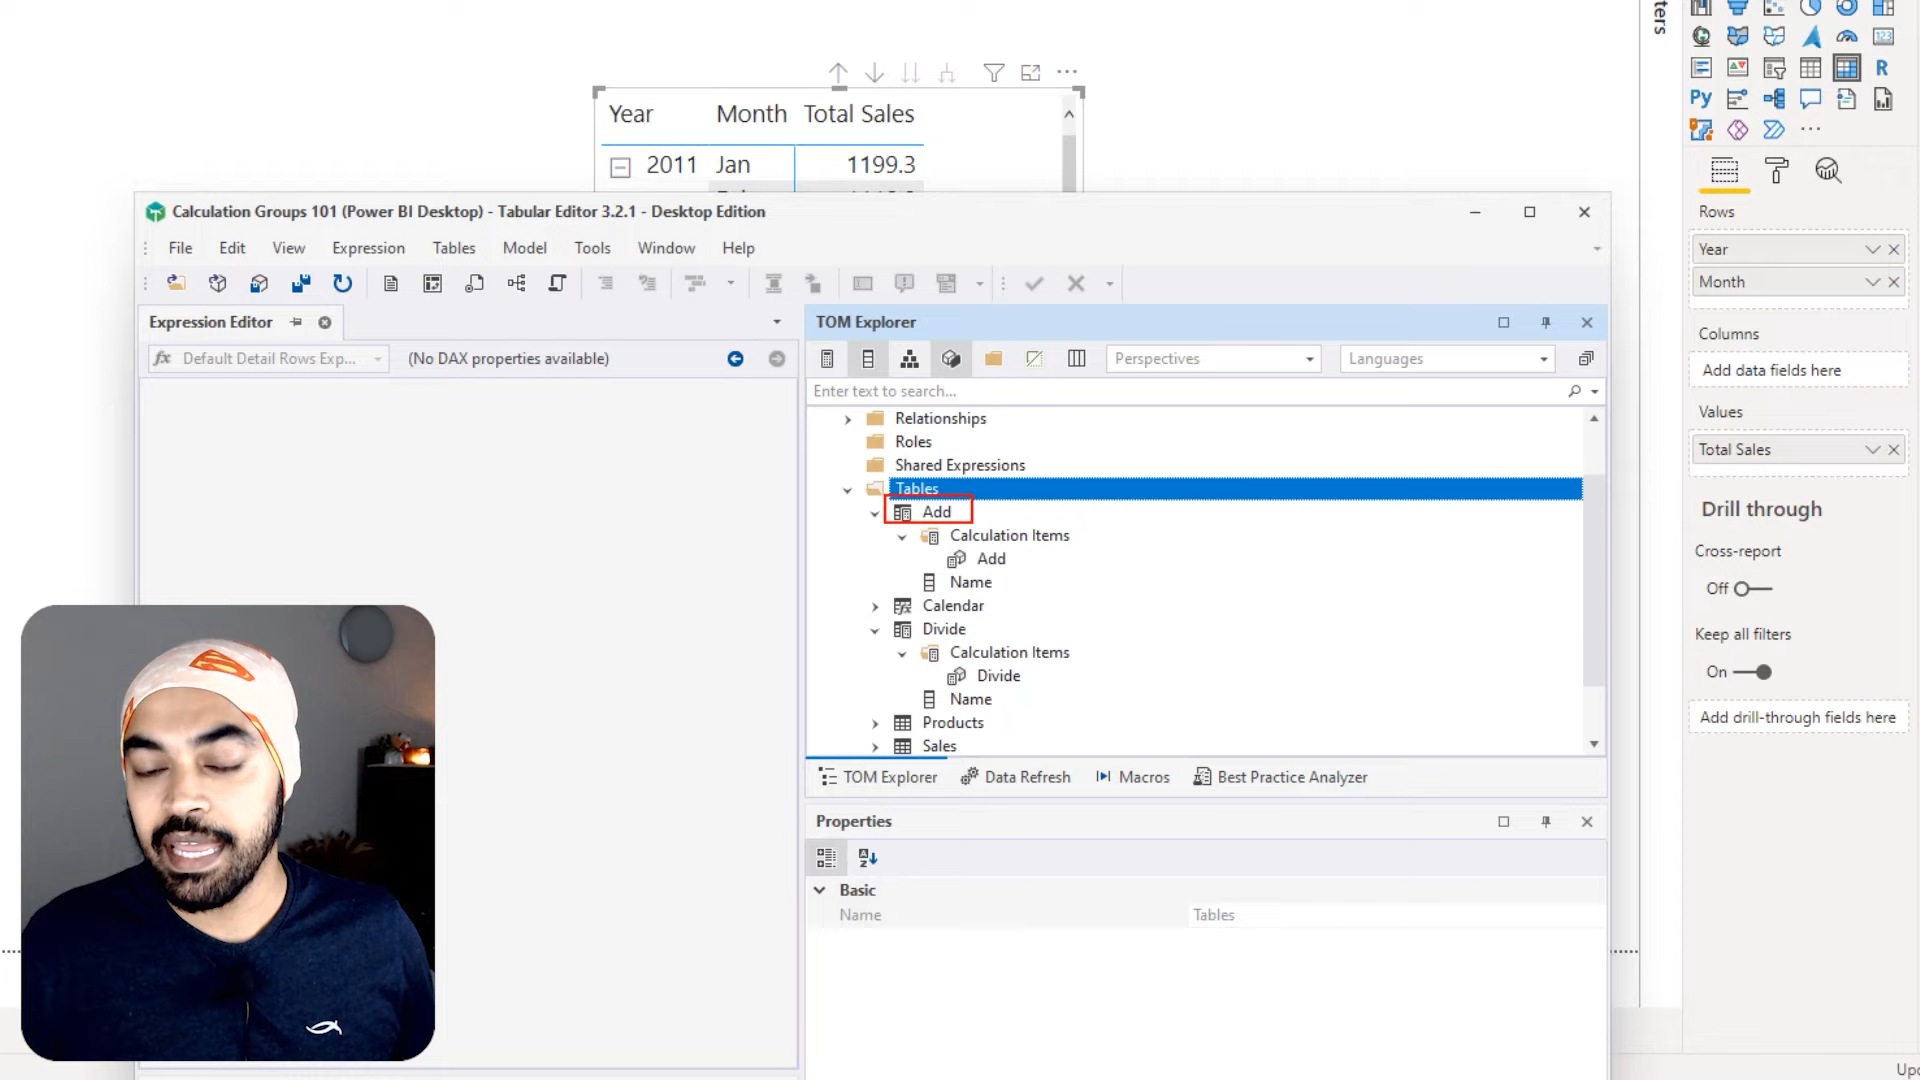 ters
Year Month Total Sales
2011 Jan 1199.3
Calculation Groups 101 (Power BI Desktop) - Tabular Editor 3.2.1 - Desktop Edition
File Edit View Expression Tables Model Tools Window Help
Expression Editor
Default Detail Rows Exp... (No DAX properties available)
TOM Explorer
Perspectives Languages
Enter text to search...
Relationships
Roles
Shared Expressions
Tables
Add
Calculation Items
Add
Name
Calendar
Divide
Calculation Items
Divide
Name
Products
Sales
TOM Explorer Data Refresh Macros Best Practice Analyzer
Properties
A
Z
Basic
Name Tables
123
R
Py
Rows
Year
Month
Columns
Add data fields here
Values
Total Sales
Drill through
Cross-report
Off
Keep all filters
On
Add drill-through fields here
Upd